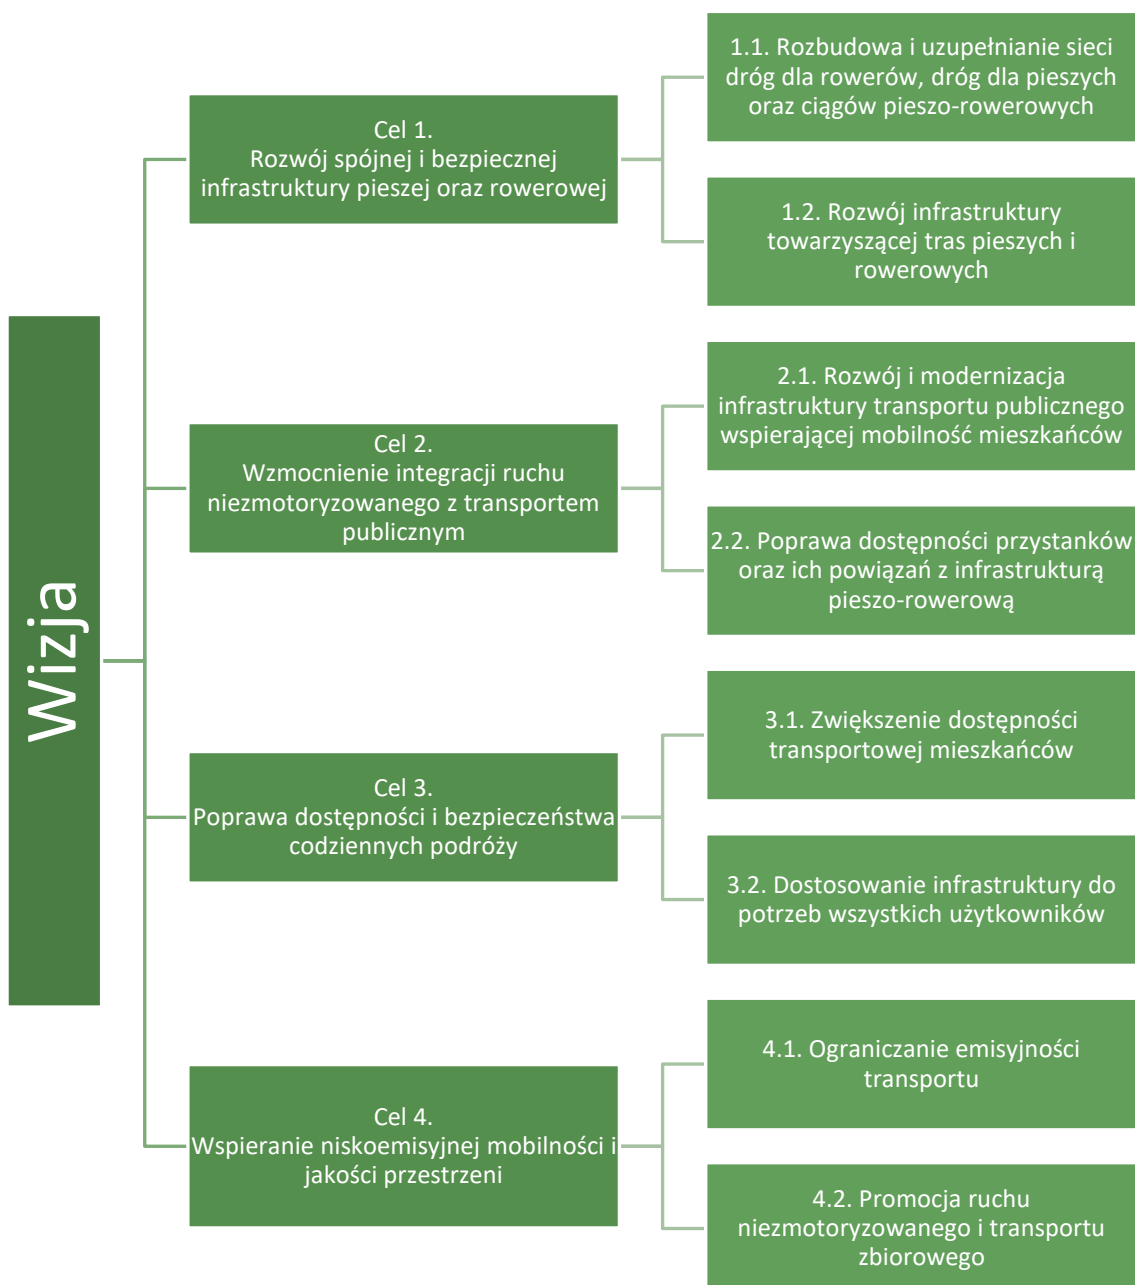 Wizja
Cel 1.
Rozwój spójnej i bezpiecznej
infrastruktury pieszej oraz rowerowej
1.1. Rozbudowa i uzupełnianie sieci
dróg dla rowerów, dróg dla pieszych
oraz ciągów pieszo-rowerowych
1.2. Rozwój infrastruktury
towarzyszącej tras pieszych i
rowerowych
Cel 2.
Wzmocnienie integracji ruchu
niezmotoryzowanego z transportem
publicznym
2.1. Rozwój i modernizacja
infrastruktury transportu publicznego
wspierającej mobilność mieszkańców
2.2. Poprawa dostępności przystanków
oraz ich powiązań z infrastrukturą
pieszo-rowerową
Cel 3.
Poprawa dostępności i bezpieczeństwa
codziennych podróży
3.1. Zwiększenie dostępności
transportowej mieszkańców
3.2. Dostosowanie infrastruktury do
potrzeb wszystkich użytkowników
Cel 4.
Wspieranie niskoemisyjnej mobilności i
jakości przestrzeni
4.1. Ograniczanie emisyjności
transportu
4.2. Promocja ruchu
niezmotoryzowanego i transportu
zbiorowego